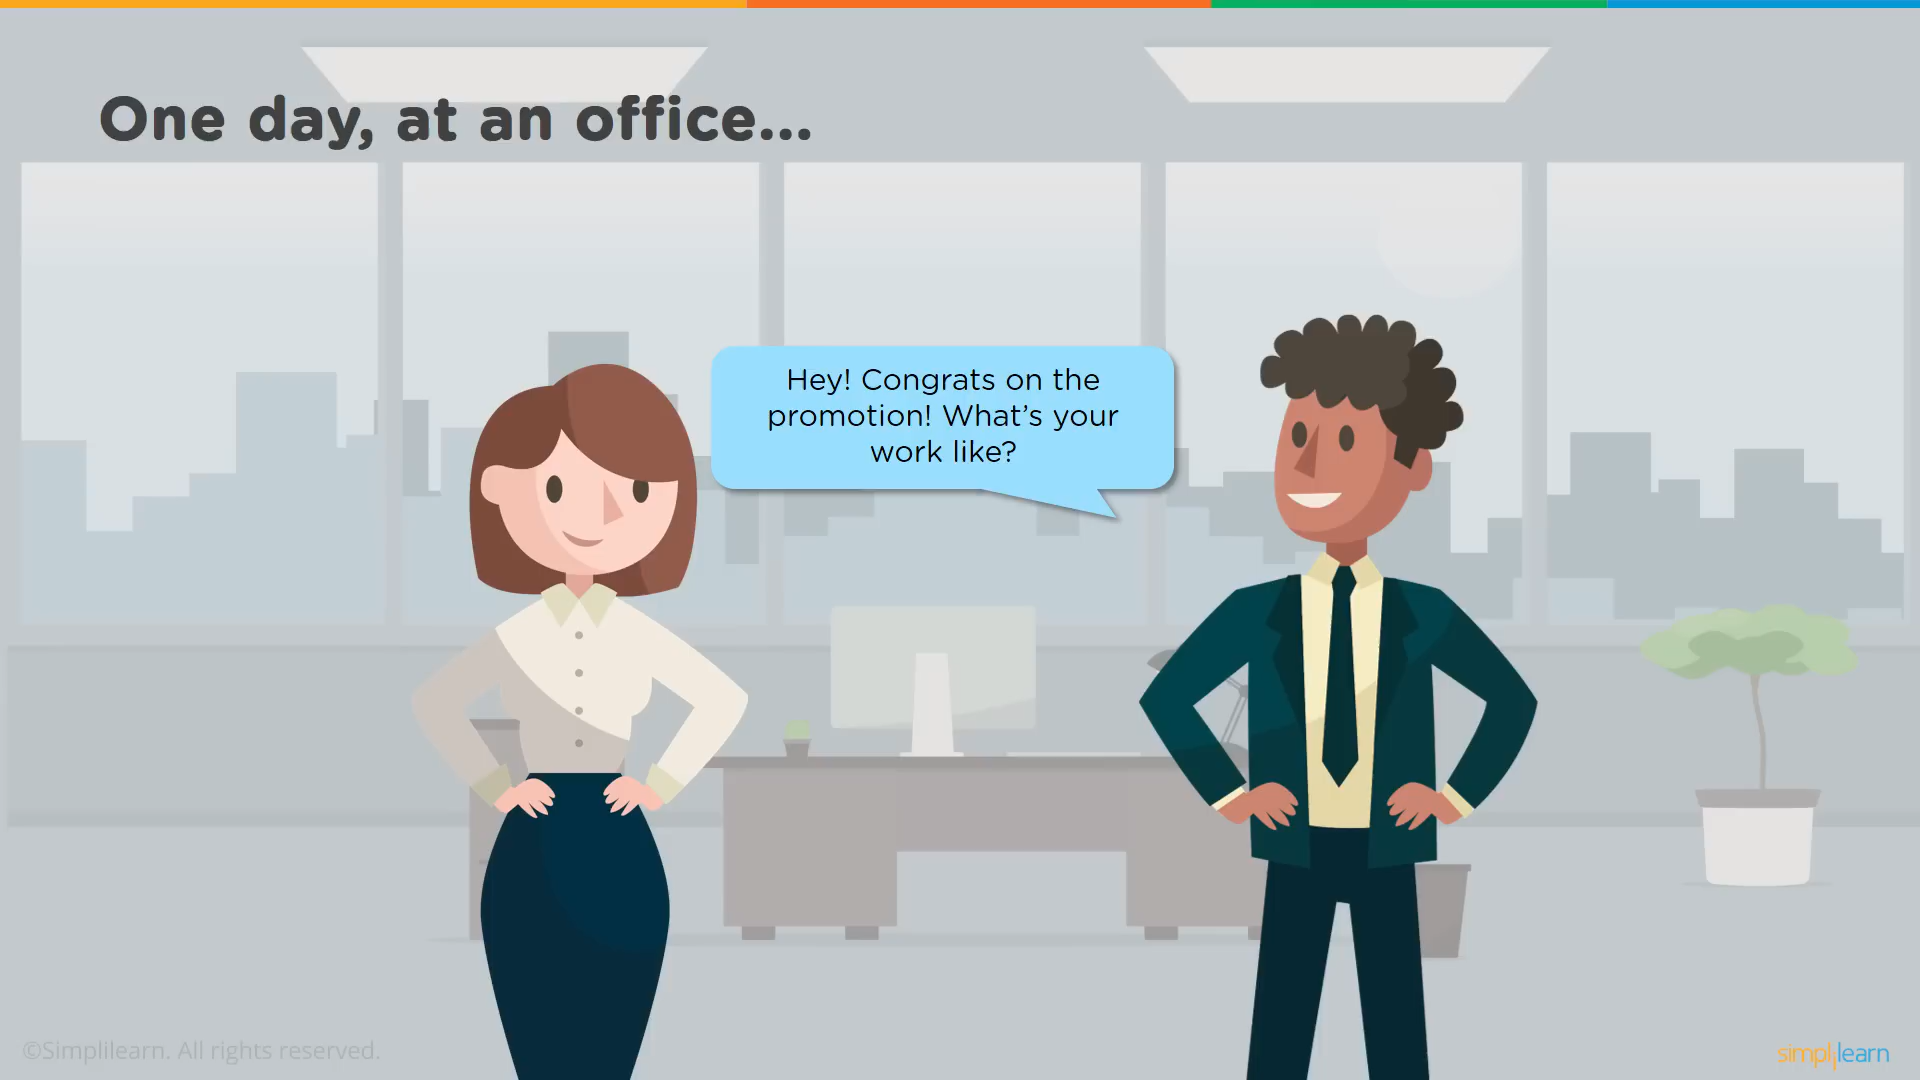 One day, at an office...
Hey! Congrats on the
promotion! What's your
work like?
©Simplilearn. All rights reserved.
simplilearn